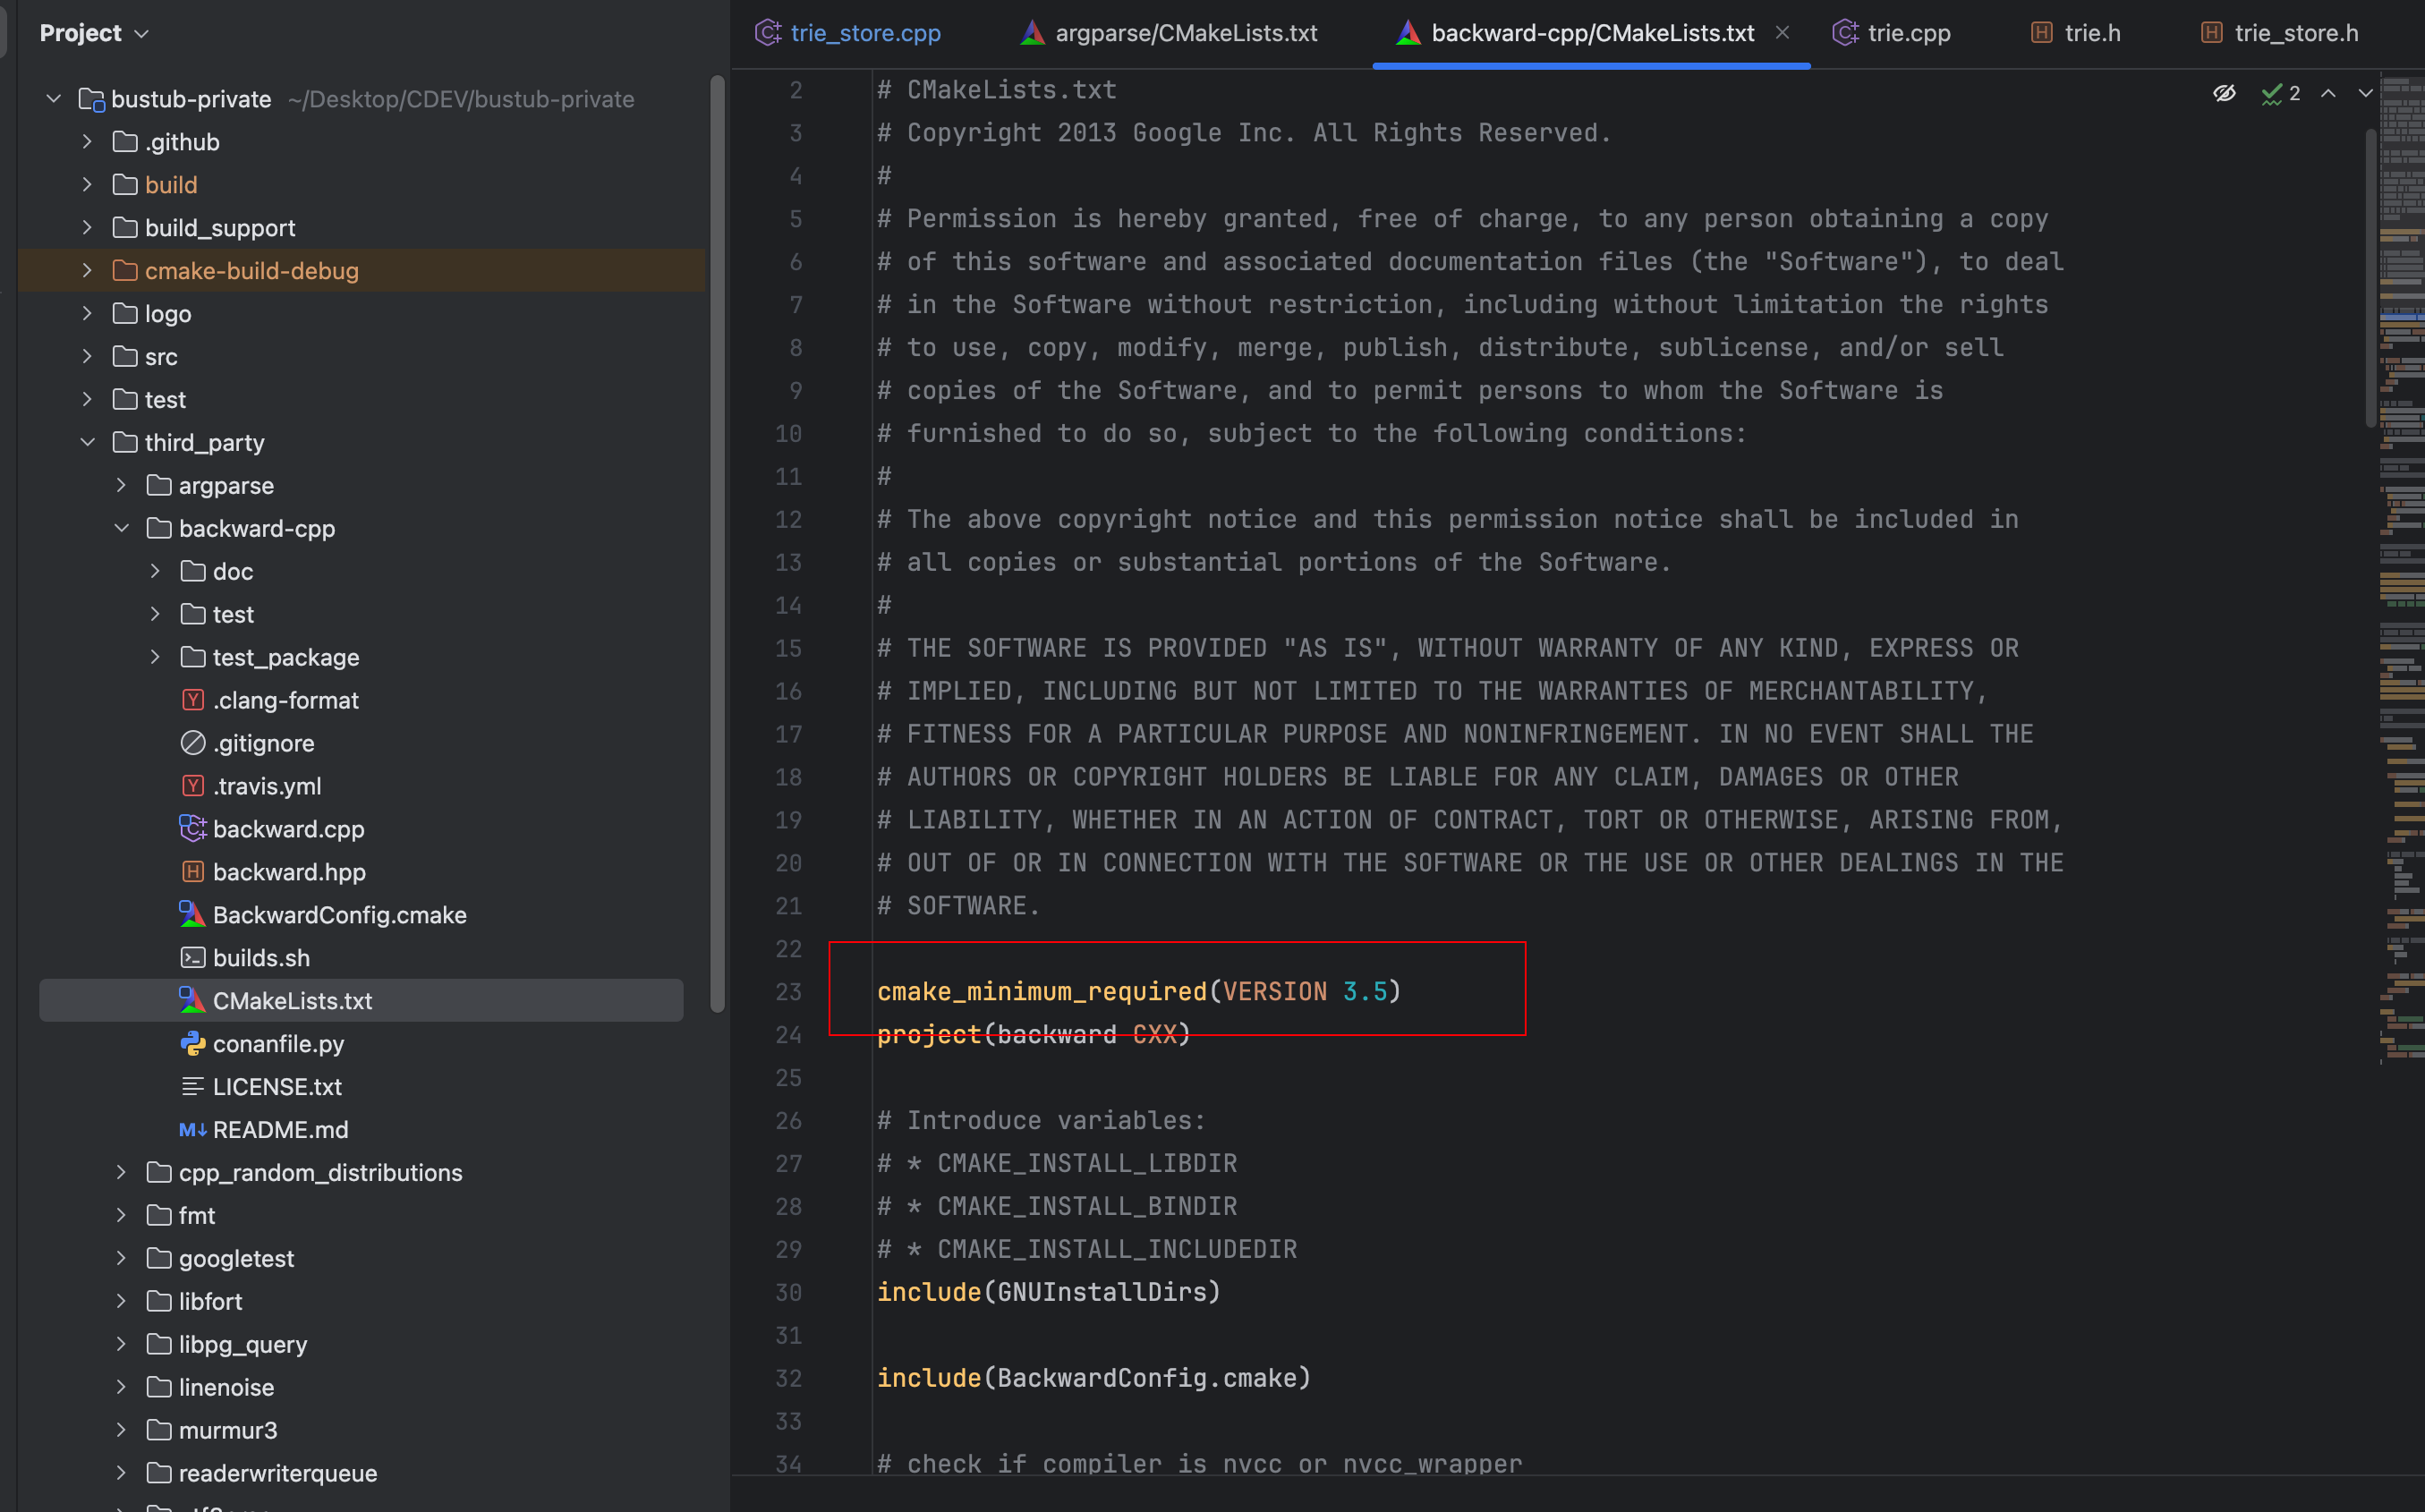 Project
bustub-private ~/Desktop/CDEV/bustub-private
.github
build
build_support
cmake-build-debug
logo
src
test
third_party
argparse
backward-cpp
doc
test
test_package
.clang-format
.gitignore
.travis.yml
backward.cpp
backward.hpp
BackwardConfig.cmake
builds.sh
CMakeLists.txt
conanfile.py
LICENSE.txt
README.md
cpp_random_distributions
fmt
googletest
libfort
libpg_query
linenoise
murmur3
readerwriterqueue
trie_store.cpp argparse/CMakeLists.txt backward-cpp/CMakeLists.txt trie.cpp trie.h trie_store.h
2
2 # CMakeLists.txt
3 # Copyright 2013 Google Inc. All Rights Reserved.
4 #
5 # Permission is hereby granted, free of charge, to any person obtaining a copy
6 # of this software and associated documentation files (the "Software"), to deal
7 # in the Software without restriction, including without limitation the rights
8 # to use, copy, modify, merge, publish, distribute, sublicense, and/or sell
9 # copies of the Software, and to permit persons to whom the Software is
10 # furnished to do so, subject to the following conditions:
11 #
12 # The above copyright notice and this permission notice shall be included in
13 # all copies or substantial portions of the Software.
14 #
15 # THE SOFTWARE IS PROVIDED "AS IS", WITHOUT WARRANTY OF ANY KIND, EXPRESS OR
16 # IMPLIED, INCLUDING BUT NOT LIMITED TO THE WARRANTIES OF MERCHANTABILITY,
17 # FITNESS FOR A PARTICULAR PURPOSE AND NONINFRINGEMENT. IN NO EVENT SHALL THE
18 # AUTHORS OR COPYRIGHT HOLDERS BE LIABLE FOR ANY CLAIM, DAMAGES OR OTHER
19 # LIABILITY, WHETHER IN AN ACTION OF CONTRACT, TORT OR OTHERWISE, ARISING FROM,
20 # OUT OF OR IN CONNECTION WITH THE SOFTWARE OR THE USE OR OTHER DEALINGS IN THE
21 # SOFTWARE.
22
23 cmake_minimum_required(VERSION 3.5)
24 project(backward CXX)
25
26 # Introduce variables:
27 # * CMAKE_INSTALL_LIBDIR
28 # * CMAKE_INSTALL_BINDIR
29 # * CMAKE_INSTALL_INCLUDEDIR
30 include(GNUInstallDirs)
31
32 include(BackwardConfig.cmake)
33
34 # check if compiler is nvcc or nvcc_wrapper